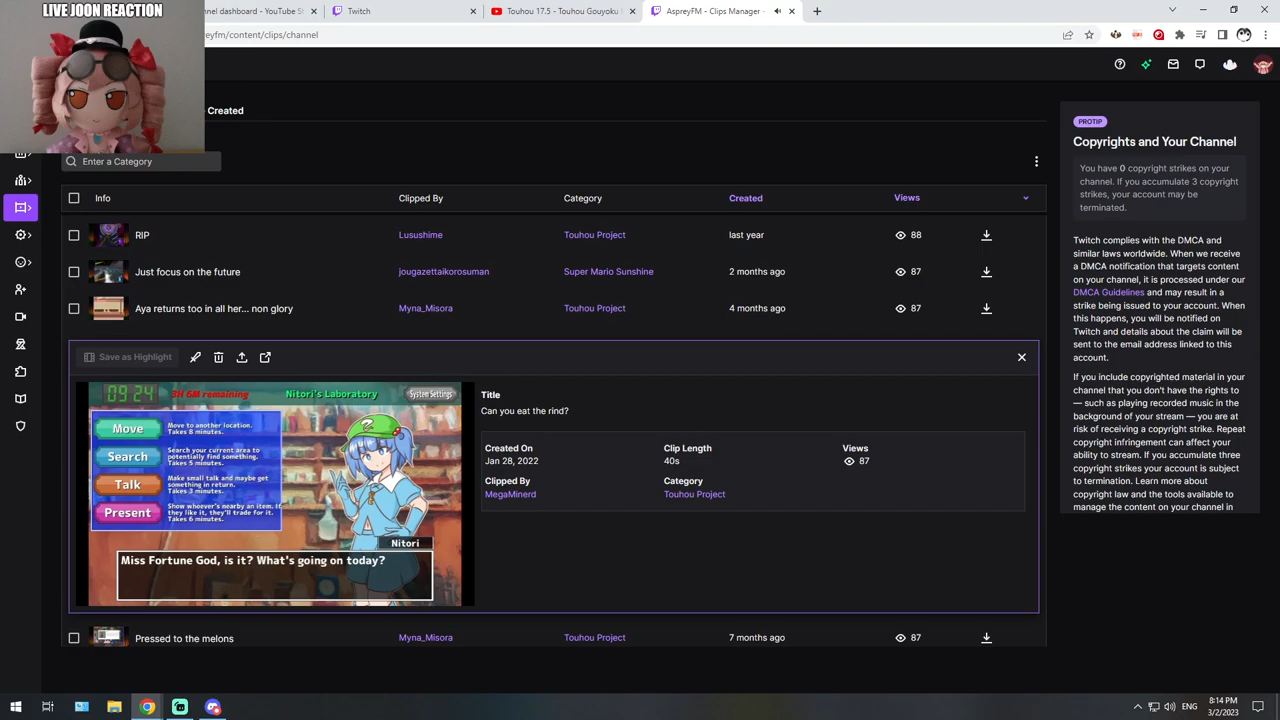 LIVE JOON REACTION
nnel dashboard - YouTube St
Twitch
Touhou 17.5 - Touhou Gouyoku I
AspreyFM - Clips Manager -
eyfm/content/clips/channel
Created
Enter a Category
Info
Clipped By
Category
Created
Views
RIP
Lusushime
Touhou Project
last year
88
Just focus on the future
jougazettaikorosuman
Super Mario Sunshine
2 months ago
87
Aya returns too in all her... non glory
Myna_Misora
Touhou Project
4 months ago
87
Save as Highlight
09:24
3H 6M remaining
Nitori's Laboratory
System Settings
Move
Move to another location.
Takes 8 minutes.
Search
Search your current area to
potentially find something.
Takes 5 minutes.
Talk
Make small talk and maybe get
something in return.
Takes 3 minutes.
Present
Show whoever's nearby an item. If
they like it, they'll trade for it.
Takes 6 minutes.
Nitori
Miss Fortune God, is it? What's going on today?
Title
Can you eat the rind?
Created On
Jan 28, 2022
Clip Length
40s
Views
87
Clipped By
MegaMinerd
Category
Touhou Project
Pressed to the melons
Myna_Misora
Touhou Project
7 months ago
87
PROTIP
Copyrights and Your Channel
You have 0 copyright strikes on
your channel. If you accumulate 3 copyright
strikes, your account may be
terminated.
Twitch complies with the DMCA and
similar laws worldwide. When we receive
a DMCA notification that targets content
on your channel, it is processed under our
DMCA Guidelines and may result in a
strike being issued to your account. When
this happens, you will be notified on
Twitch and details about the claim will be
sent to the email address linked to this
account.
If you include copyrighted material in your
channel that you don't have the rights to
— such as playing recorded music in the
background of your stream — you are at
risk of receiving a copyright strike. Repeat
copyright infringement can affect your
ability to stream. If you accumulate three
copyright strikes your account is subject
to termination. Learn more about
copyright law and the tools available to
manage the content on your channel in
ENG
8:14 PM
3/2/2023